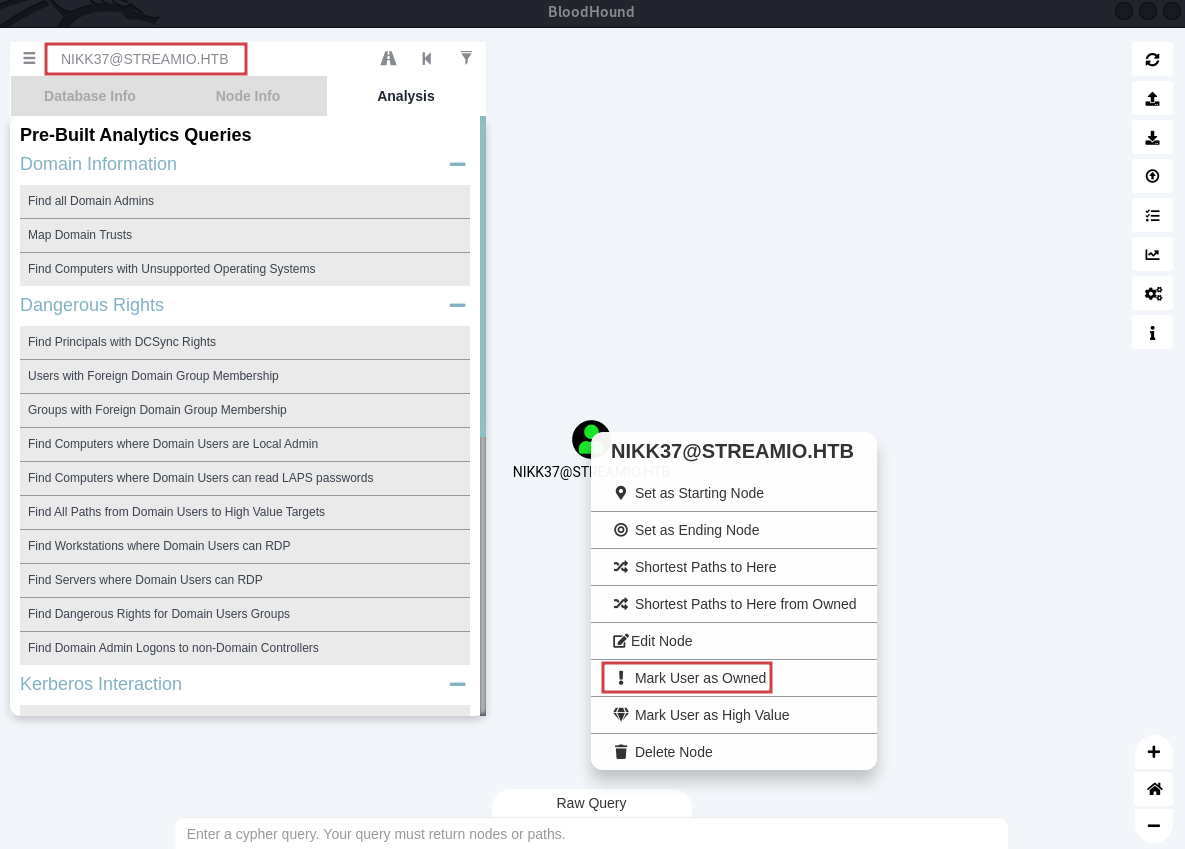 BloodHound
NIKK37@STREAMIO.HTB
Database Info
Node Info
Analysis
Pre-Built Analytics Queries
Domain Information
Find all Domain Admins
Map Domain Trusts
Find Computers with Unsupported Operating Systems
Dangerous Rights
Find Principals with DCSync Rights
Users with Foreign Domain Group Membership
Groups with Foreign Domain Group Membership
Find Computers where Domain Users are Local Admin
Find Computers where Domain Users can read LAPS passwords
Find All Paths from Domain Users to High Value Targets
Find Workstations where Domain Users can RDP
Find Servers where Domain Users can RDP
Find Dangerous Rights for Domain Users Groups
Find Domain Admin Logons to non-Domain Controllers
Kerberos Interaction
NIKK37@STREAMIO.HTB
NIKK37@STREAMIO.HTB
Set as Starting Node
Set as Ending Node
Shortest Paths to Here
Shortest Paths to Here from Owned
Edit Node
Mark User as Owned
Mark User as High Value
Delete Node
Raw Query
Enter a cypher query. Your query must return nodes or paths.